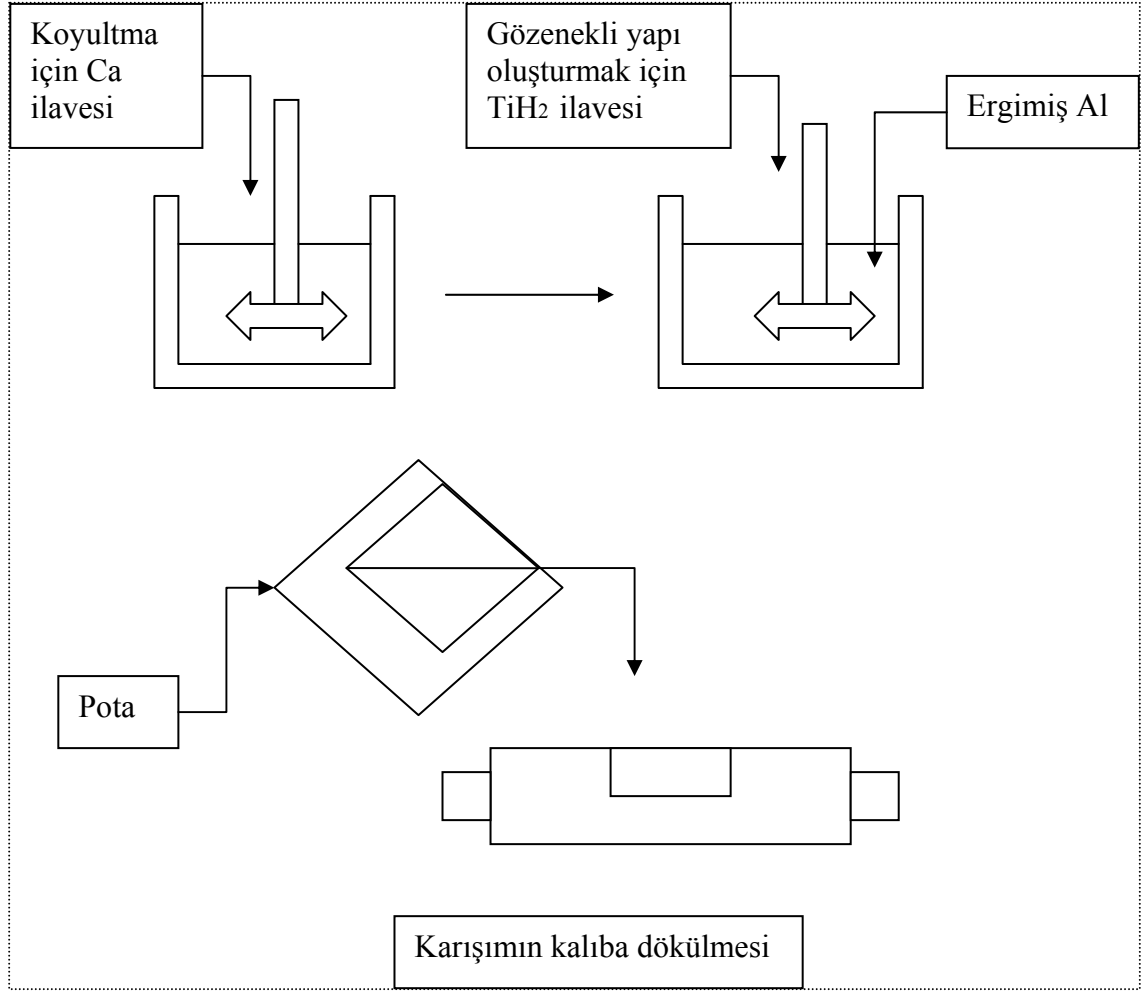 Koyultma
için Ca
ilavesi
Gözenekli yapı
oluşturmak için
TiH2 ilavesi
Ergimiş Al
Pota
Karışımın kalıba dökülmesi